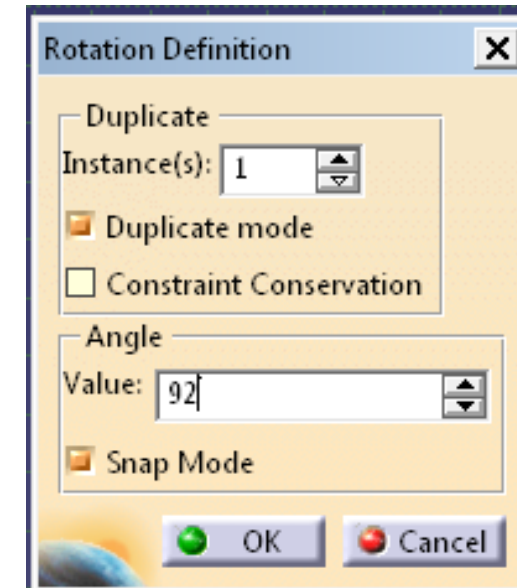 Rotation Definition
Duplicate
Instance(s): 1
Duplicate mode
Constraint Conservation
Angle
Value: 92
Snap Mode
OK Cancel